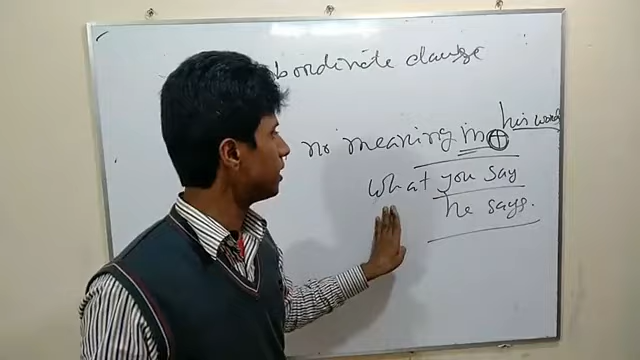 bordinate clause
his word
no meaning in
what you say
he says.